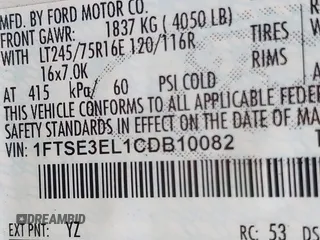 MFD. BY FORD MOTOR CO.
FRONT GAWR: 1837 KG ( 4050 LB)
WITH LT245/75R16E 120/116R TIRES
16x7.0K RIMS
AT 415 kPa/ 60 PSI COLD
THIS VEHICLE CONFORMS TO ALL APPLICABLE FEDER
SAFETY STANDARDS IN EFFECT ON THE DATE OF MA
VIN: 1FTSE3EL1CDB10082
EXT PNT: YZ RC: 53 DS
DREAMBID